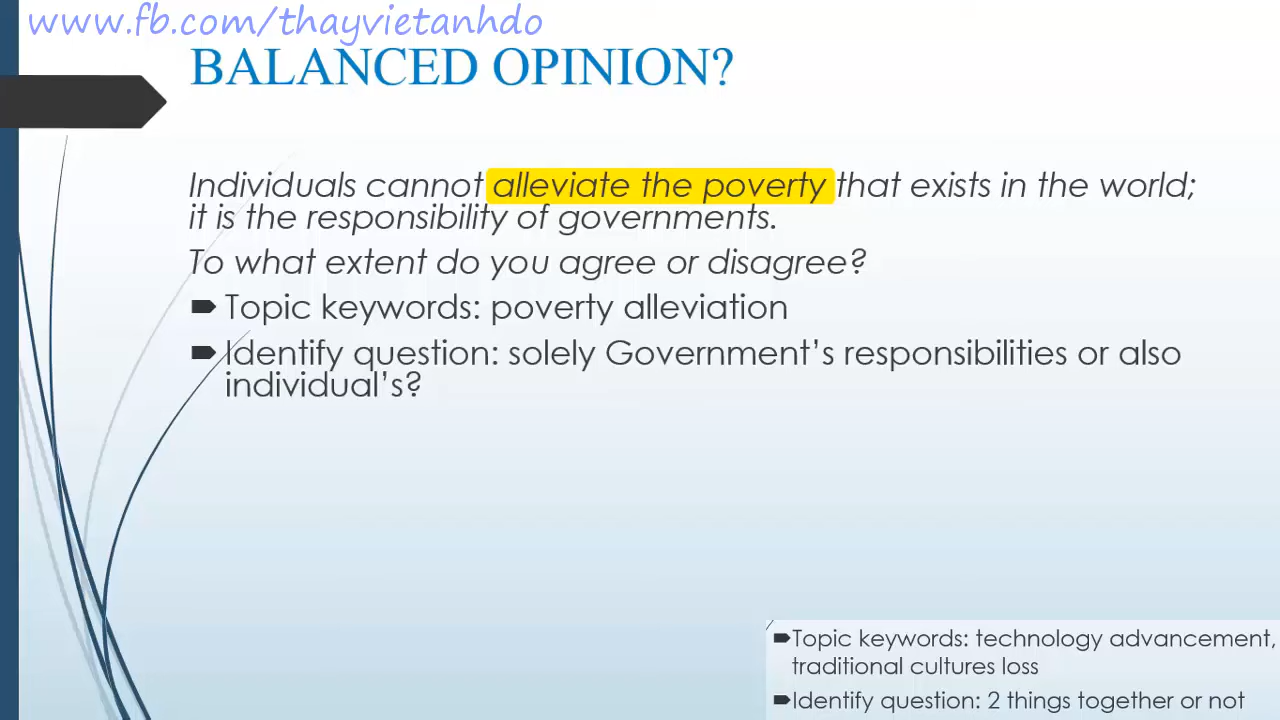 www.fb.com/thayvietanhdo
BALANCED OPINION?
Individuals cannot alleviate the poverty that exists in the world;
it is the responsibility of governments.
To what extent do you agree or disagree?
Topic keywords: poverty alleviation
Identify question: solely Government’s responsibilities or also
individual’s?
Topic keywords: technology advancement,
traditional cultures loss
Identify question: 2 things together or not